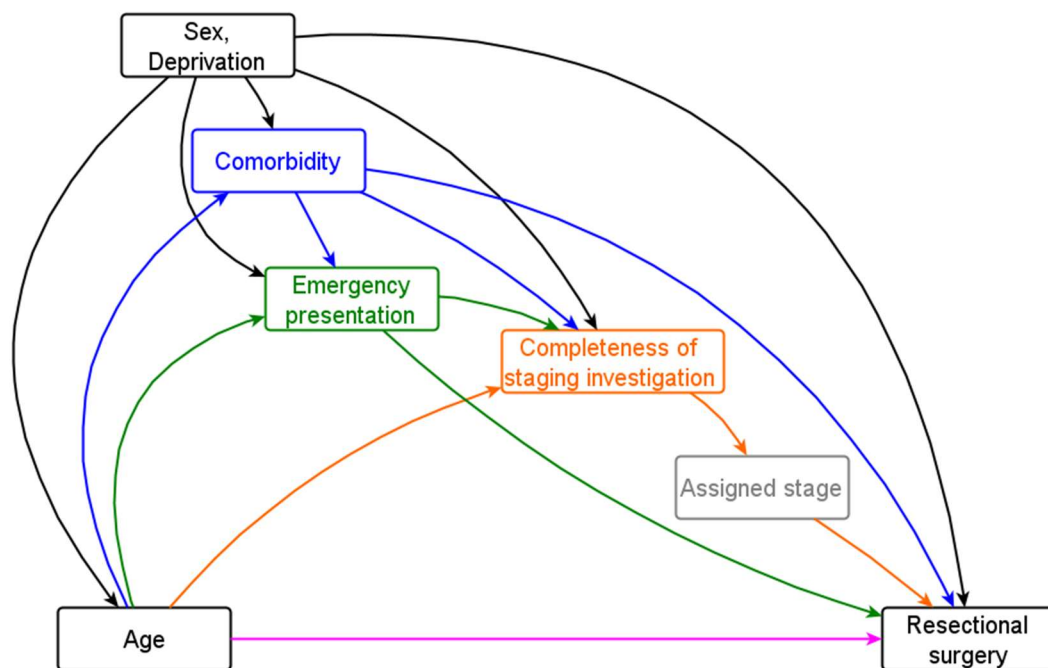 Sex,
Deprivation
Comorbidity
Emergency
presentation
Completeness of
staging investigation
Assigned stage
Age
Resectional
surgery